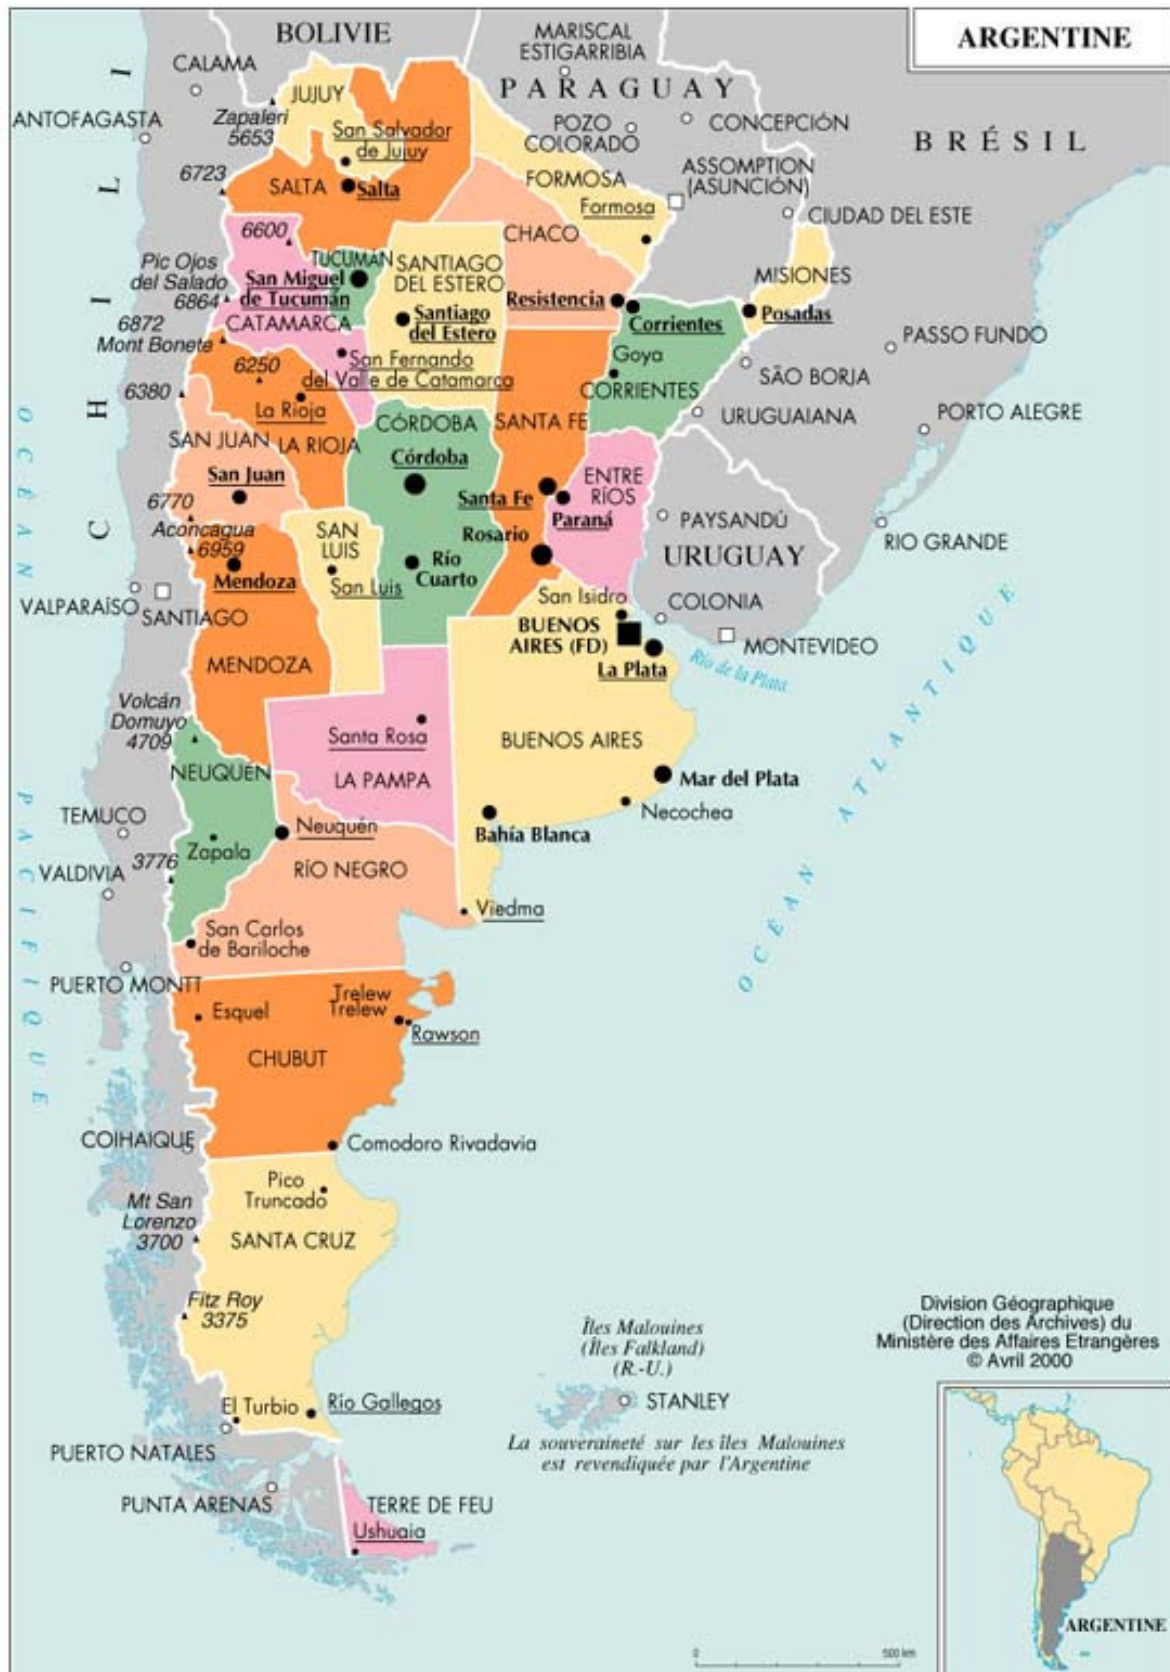 ARGENTINE
BOLIVIE
MARISCAL
ESTIGARRIBIA
CALAMA
PARAGUAY
JUJUY
Zapaleri
5653
ANTOFAGASTA
San Salvador
de Jujuy
POZO
COLORADO
CONCEPCIÓN
BRÉSIL
ASSOMPTION
(ASUNCIÓN)
6723
SALTA
Salta
FORMOSA
Formosa
CIUDAD DEL ESTE
CHILI
6600
CHACO
TUCUMÁN
SANTIAGO
DEL ESTERO
MISIONES
Pic Ojos
del Salado
6864
San Miguel
de Tucumán
Resistencia
Corrientes
Posadas
Santiago
del Estero
CATAMARCA
6872
Mont Bonete
PASSO FUNDO
Goya
San Fernando
del Valle de Catamarca
6250
SÃO BORJA
6380
CORRIENTES
La Rioja
URUGUAIANA
PORTO ALEGRE
CÓRDOBA
SANTA FE
SAN JUAN
LA RIOJA
Córdoba
San Juan
ENTRE
RÍOS
Santa Fe
Paraná
6770
Aconcagua
6959
PAYSANDÚ
SAN
LUIS
Rosario
RIO GRANDE
URUGUAY
Río
Cuarto
Mendoza
San Luis
VALPARAÍSO
SANTIAGO
San Isidro
COLONIA
BUENOS
AIRES (FD)
MONTEVIDEO
La Plata
Río de la Plata
MENDOZA
Volcán
Domuyo
4709
Santa Rosa
BUENOS AIRES
NEUQUÉN
LA PAMPA
Mar del Plata
Necochea
TEMUCO
Neuquén
Bahía Blanca
Zapala
3776
VALDIVIA
RÍO NEGRO
Viedma
San Carlos
de Bariloche
PUERTO MONTT
OCÉAN PACIFIQUE
OCÉAN ATLANTIQUE
Esquel
Trelew
Trelew
Rawson
CHUBUT
COIHAIQUE
Comodoro Rivadavia
Pico
Truncado
Mt San
Lorenzo
3700
SANTA CRUZ
Fitz Roy
3375
Îles Malouines
(Îles Falkland)
(R.-U.)
STANLEY
La souveraineté sur les îles Malouines
est revendiquée par l'Argentine
Division Géographique
(Direction des Archives) du
Ministère des Affaires Etrangères
© Avril 2000
El Turbio
Río Gallegos
PUERTO NATALES
PUNTA ARENAS
TERRE DE FEU
Ushuaia
ARGENTINE
0
500 km